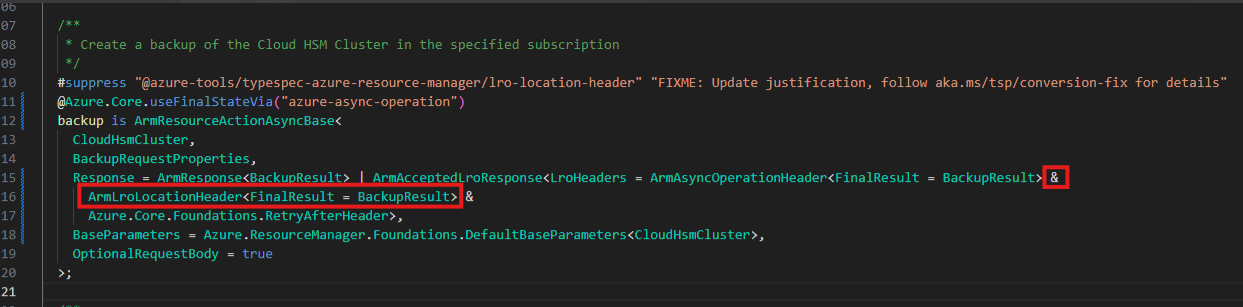 06
07 /**
08 * Create a backup of the Cloud HSM Cluster in the specified subscription
09 */
10 #suppress "@azure-tools/typespec-azure-resource-manager/lro-location-header" "FIXME: Update justification, follow aka.ms/tsp/conversion-fix for details"
11 @Azure.Core.useFinalStateVia("azure-async-operation")
12 backup is ArmResourceActionAsyncBase<
13 CloudHsmCluster,
14 BackupRequestProperties,
15 Response = ArmResponse<BackupResult> | ArmAcceptedLroResponse<LroHeaders = ArmAsyncOperationHeader<FinalResult = BackupResult> &
16 ArmLroLocationHeader<FinalResult = BackupResult> &
17 Azure.Core.Foundations.RetryAfterHeader>,
18 BaseParameters = Azure.ResourceManager.Foundations.DefaultBaseParameters<CloudHsmCluster>,
19 OptionalRequestBody = true
20 >;
21